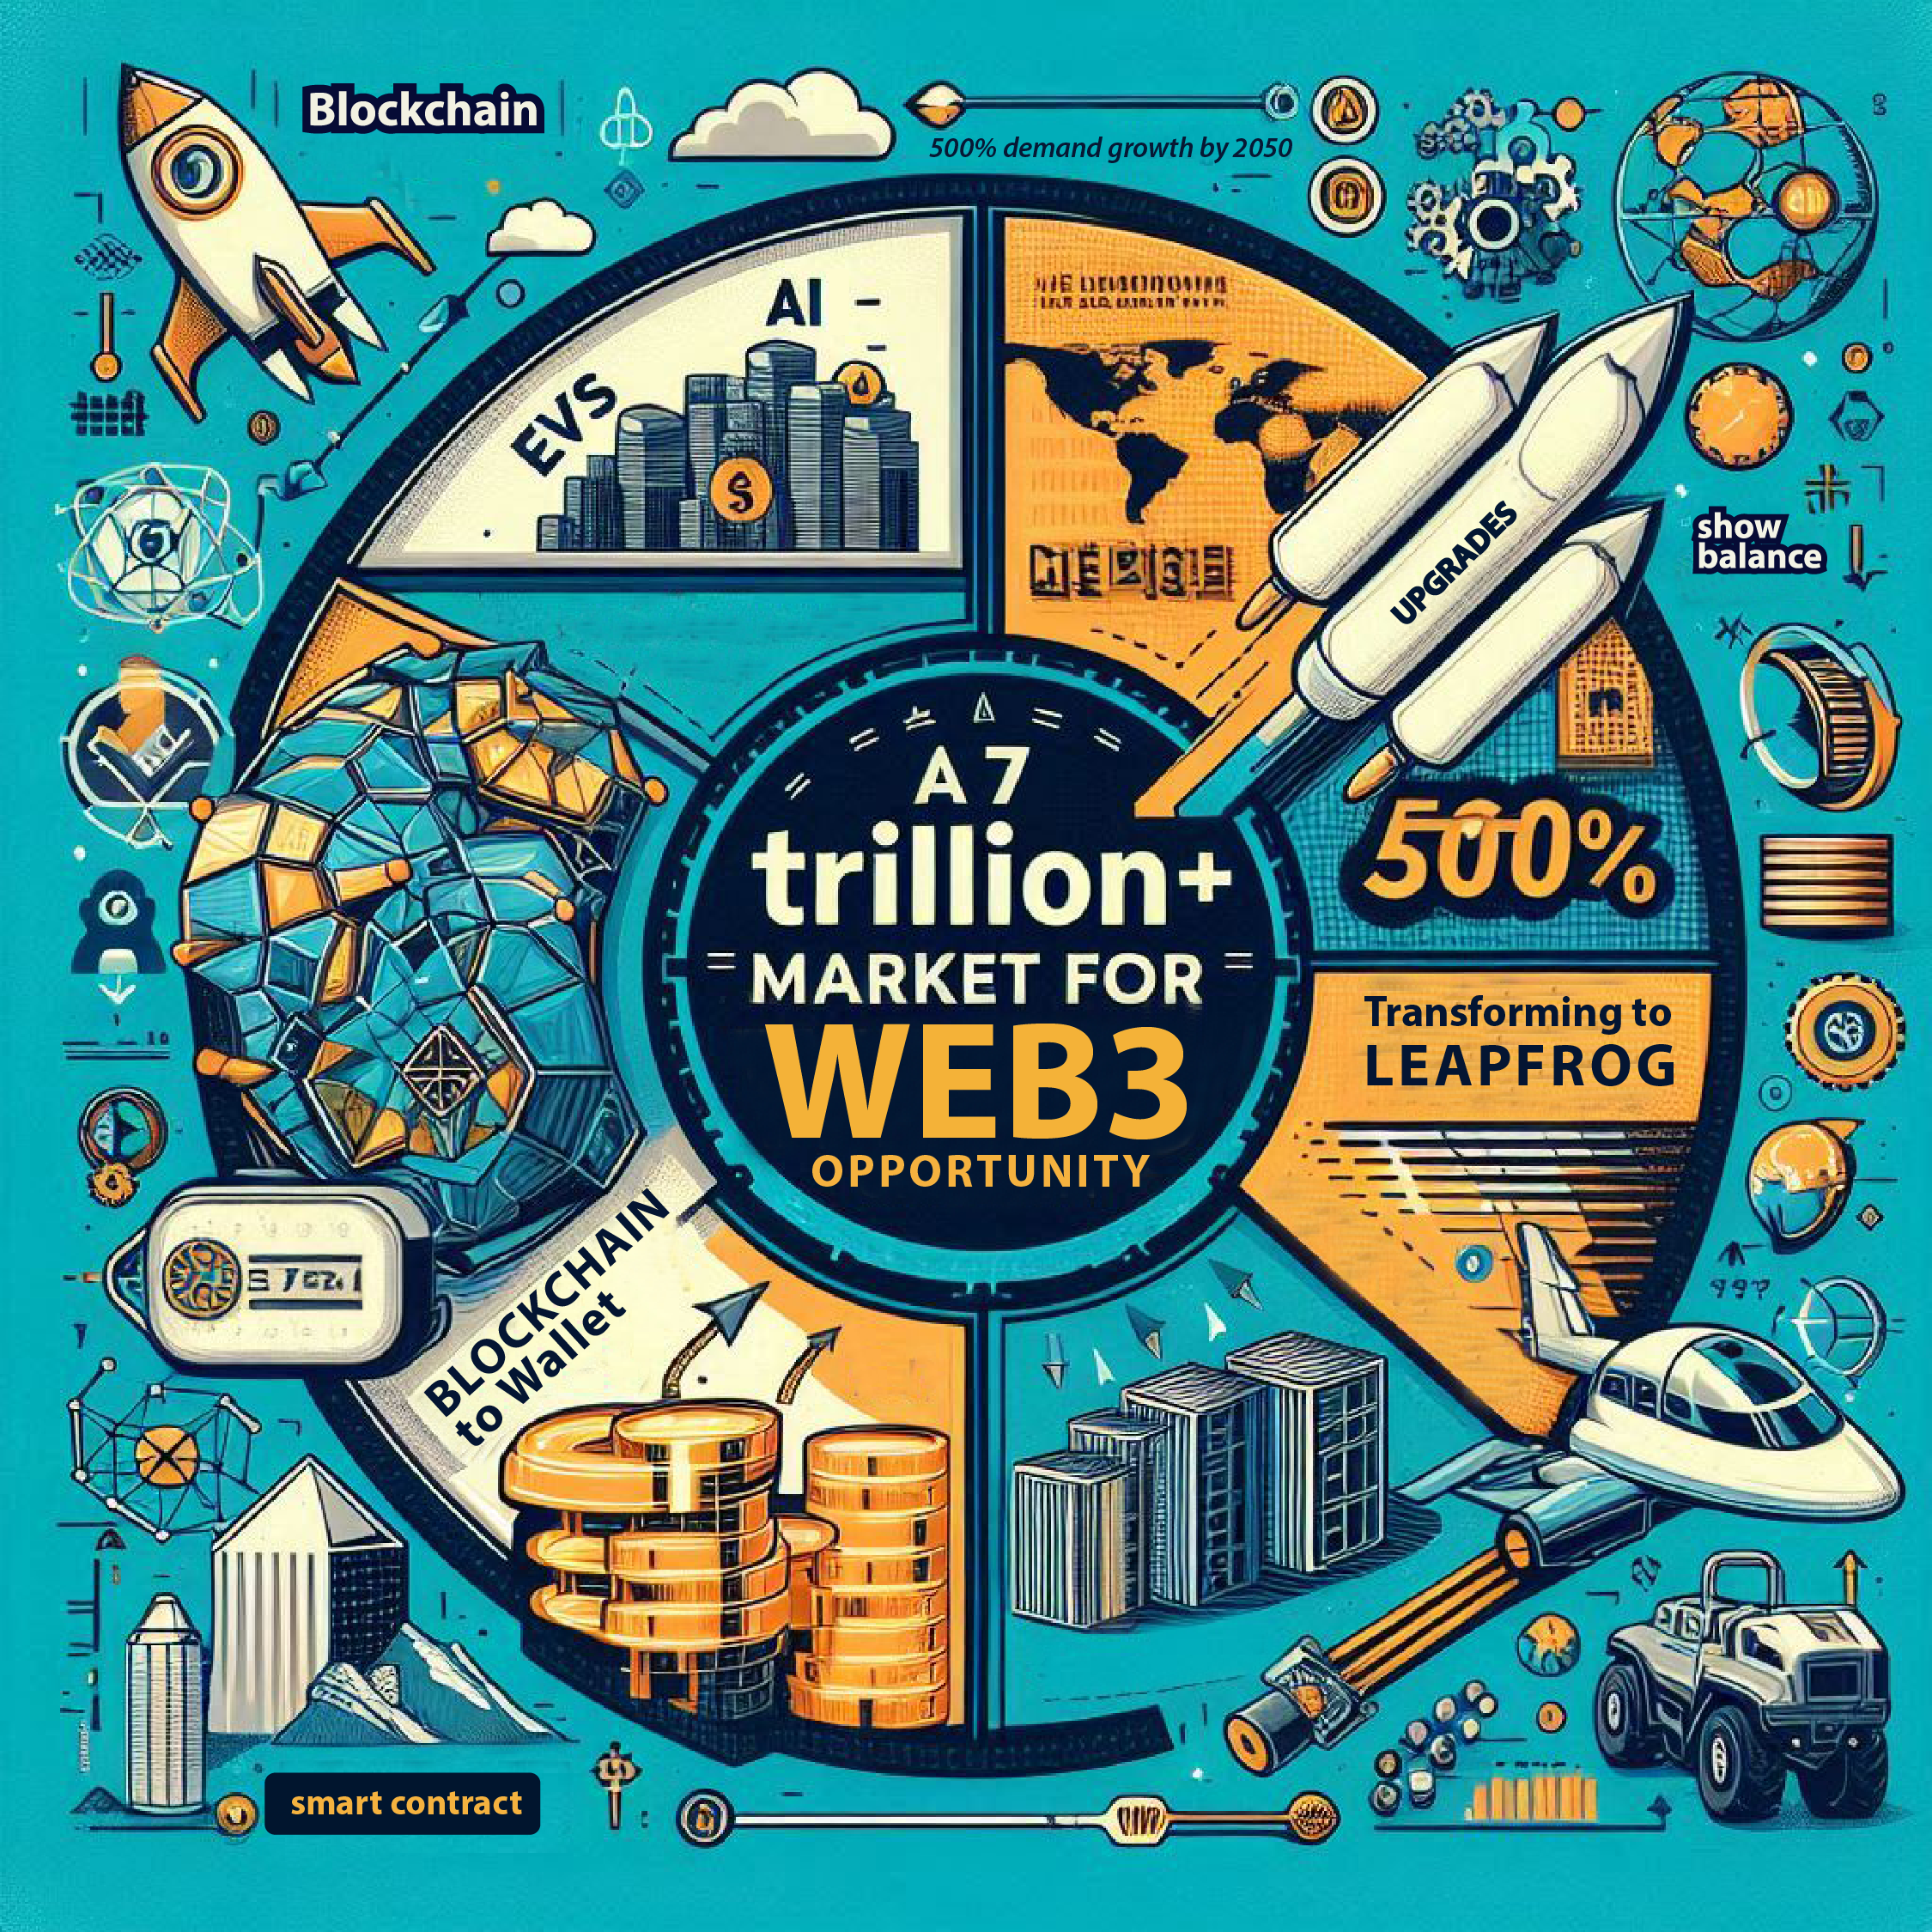 Blockchain
500% demand growth by 2050
AI
EVS
UPGRADES
show
balance
A 7
trillion+
MARKET FOR
WEB3
OPPORTUNITY
500%
Transforming to
LEAPFROG
BLOCKCHAIN
to Wallet
smart contract